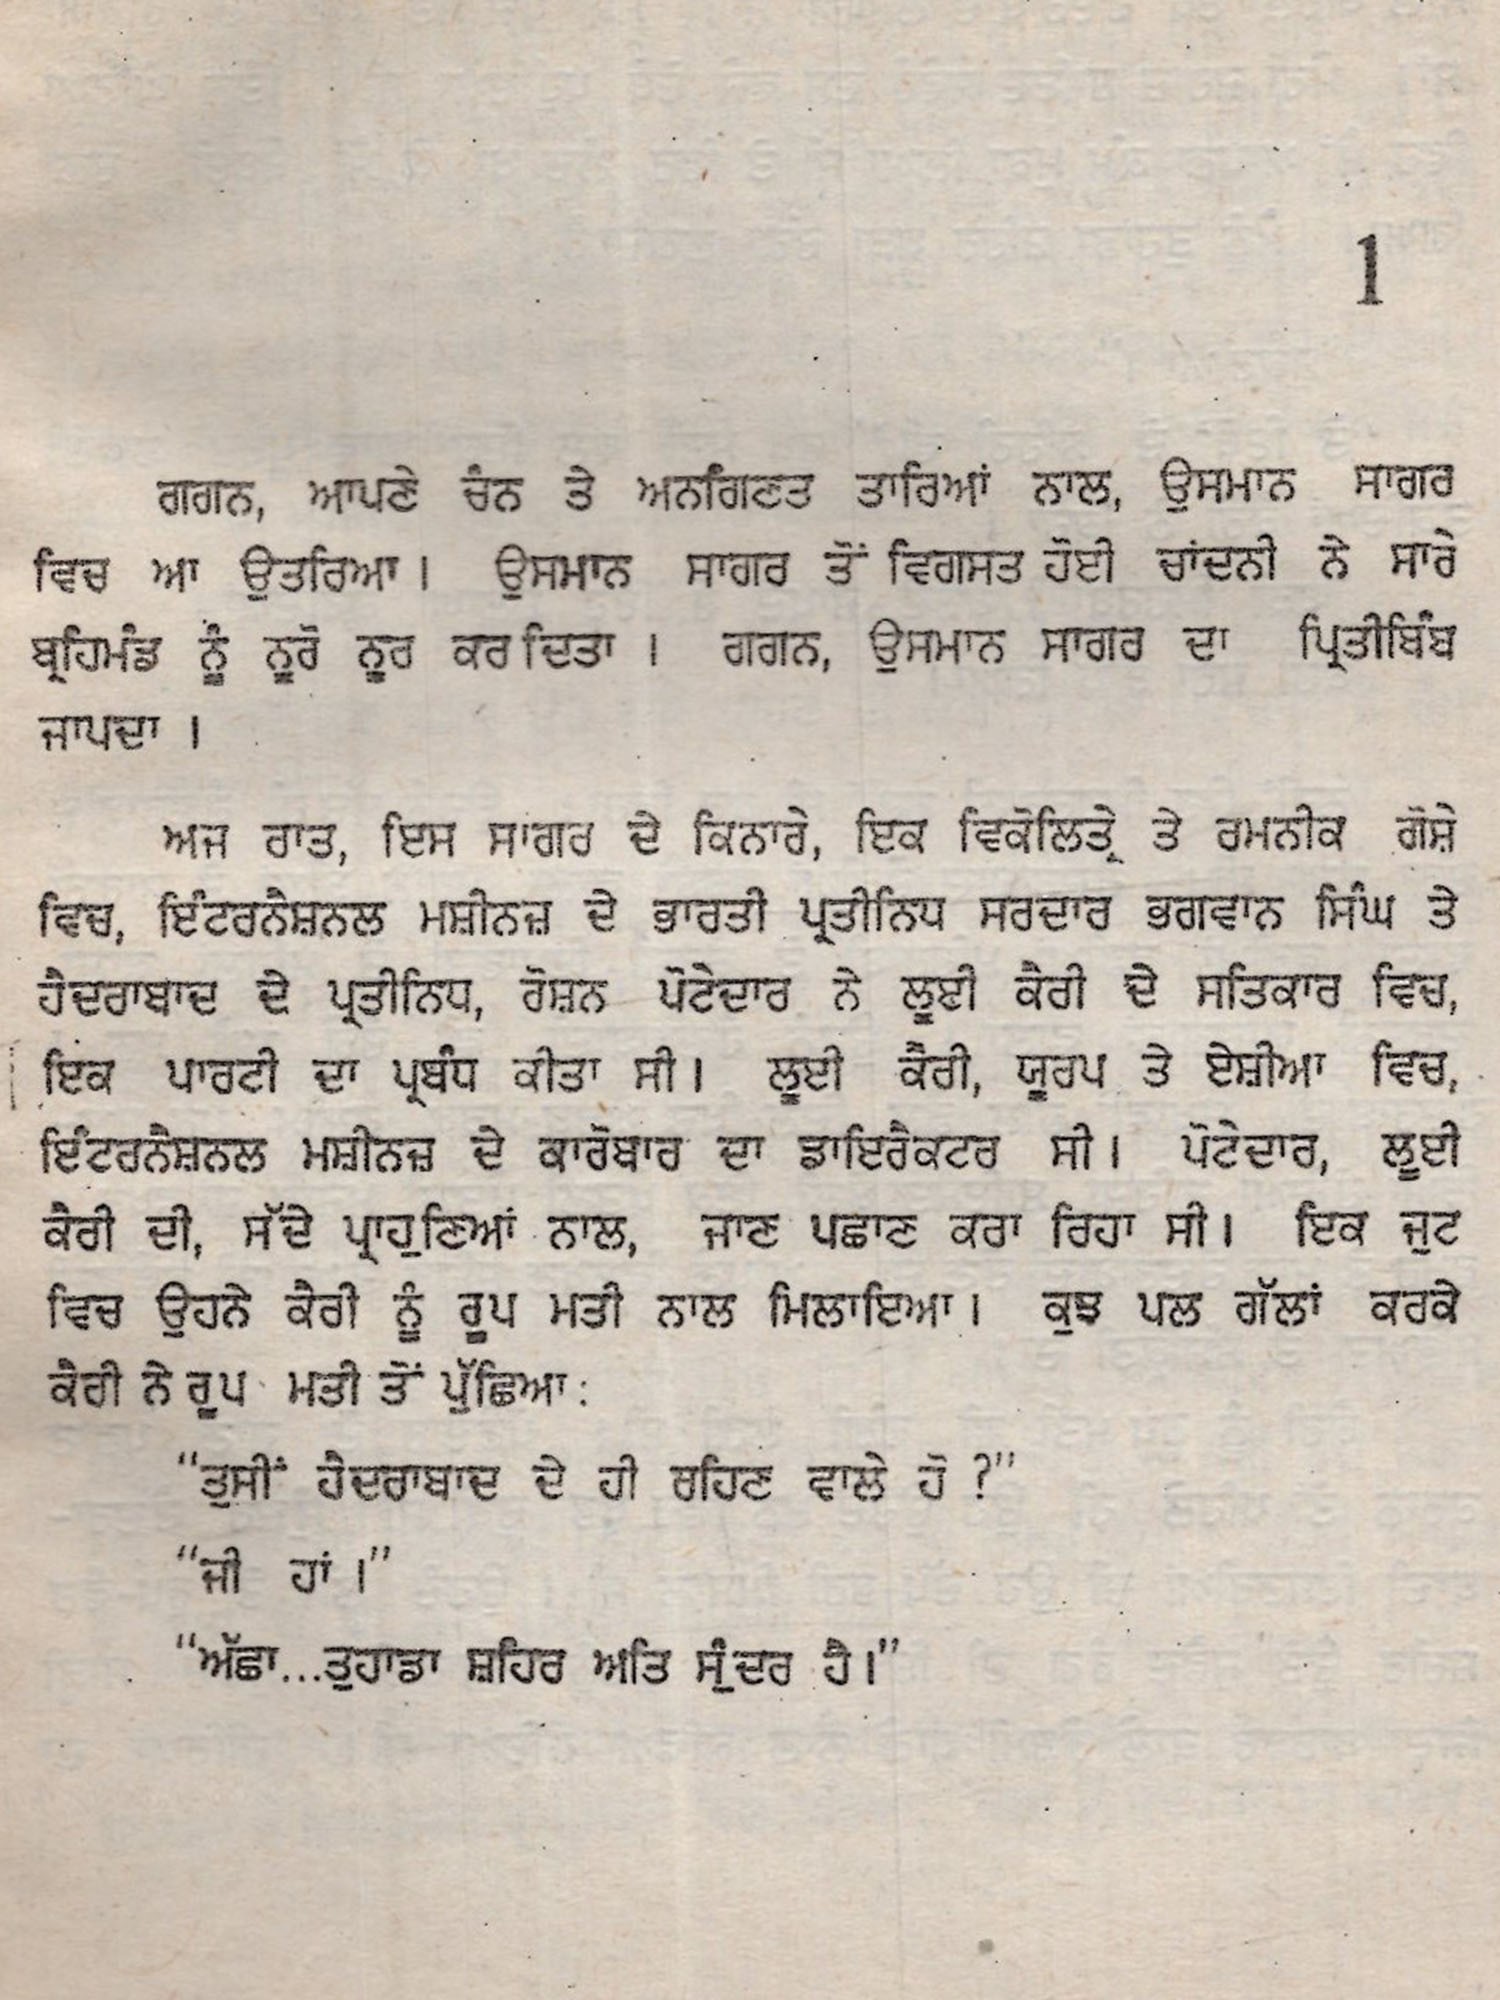 1
ਗਗਨ, ਆਪਣੇ ਚੰਨ ਤੇ ਅਨਗਿਣਤ ਤਾਰਿਆਂ ਨਾਲ, ਉਸਮਾਨ ਸਾਗਰ
ਵਿਚ ਆ ਉਤਰਿਆ। ਉਸਮਾਨ ਸਾਗਰ ਤੋਂ ਵਿਗਸਤ ਹੋਈ ਚਾਂਦਨੀ ਨੇ ਸਾਰੇ
ਬ੍ਰਹਿਮੰਡ ਨੂੰ ਨੂਰੋ ਨੂਰ ਕਰ ਦਿਤਾ। ਗਗਨ, ਉਸਮਾਨ ਸਾਗਰ ਦਾ ਪ੍ਰਿਤੀਬਿੰਬ
ਜਾਪਦਾ।
ਅਜ ਰਾਤ, ਇਸ ਸਾਗਰ ਦੇ ਕਿਨਾਰੇ, ਇਕ ਵਿਕੋਲਿਤ੍ਰੇ ਤੇ ਰਮਨੀਕ ਗੋਸ਼ੇ
ਵਿਚ, ਇੰਟਰਨੈਸ਼ਨਲ ਮਸ਼ੀਨਜ਼ ਦੇ ਭਾਰਤੀ ਪ੍ਰਤੀਨਿਧ ਸਰਦਾਰ ਭਗਵਾਨ ਸਿੰਘ ਤੇ
ਹੈਦਰਾਬਾਦ ਦੇ ਪ੍ਰਤੀਨਿਧ, ਰੋਸ਼ਨ ਪੋਟੇਦਾਰ ਨੇ ਲੂਈ ਕੈਰੀ ਦੇ ਸਤਿਕਾਰ ਵਿਚ,
ਇਕ ਪਾਰਟੀ ਦਾ ਪ੍ਰਬੰਧ ਕੀਤਾ ਸੀ। ਲੂਈ ਕੈਰੀ, ਯੂਰਪ ਤੇ ਏਸ਼ੀਆ ਵਿਚ,
ਇੰਟਰਨੈਸ਼ਨਲ ਮਸ਼ੀਨਜ਼ ਦੇ ਕਾਰੋਬਾਰ ਦਾ ਡਾਇਰੈਕਟਰ ਸੀ। ਪੋਟੇਦਾਰ, ਲੂਈ
ਕੈਰੀ ਦੀ, ਸੱਦੇ ਪ੍ਰਾਹੁਣਿਆਂ ਨਾਲ, ਜਾਣ ਪਛਾਣ ਕਰਾ ਰਿਹਾ ਸੀ। ਇਕ ਜੁਟ
ਵਿਚ ਉਹਨੇ ਕੈਰੀ ਨੂੰ ਰੂਪ ਮਤੀ ਨਾਲ ਮਿਲਾਇਆ। ਕੁਝ ਪਲ ਗੱਲਾਂ ਕਰਕੇ
ਕੈਰੀ ਨੇ ਰੂਪ ਮਤੀ ਤੋਂ ਪੁੱਛਿਆ:
“ਤੁਸੀਂ ਹੈਦਰਾਬਾਦ ਦੇ ਹੀ ਰਹਿਣ ਵਾਲੇ ਹੋ ?”
“ਜੀ ਹਾਂ।”
“ਅੱਛਾ...ਤੁਹਾਡਾ ਸ਼ਹਿਰ ਅਤਿ ਸੁੰਦਰ ਹੈ।”